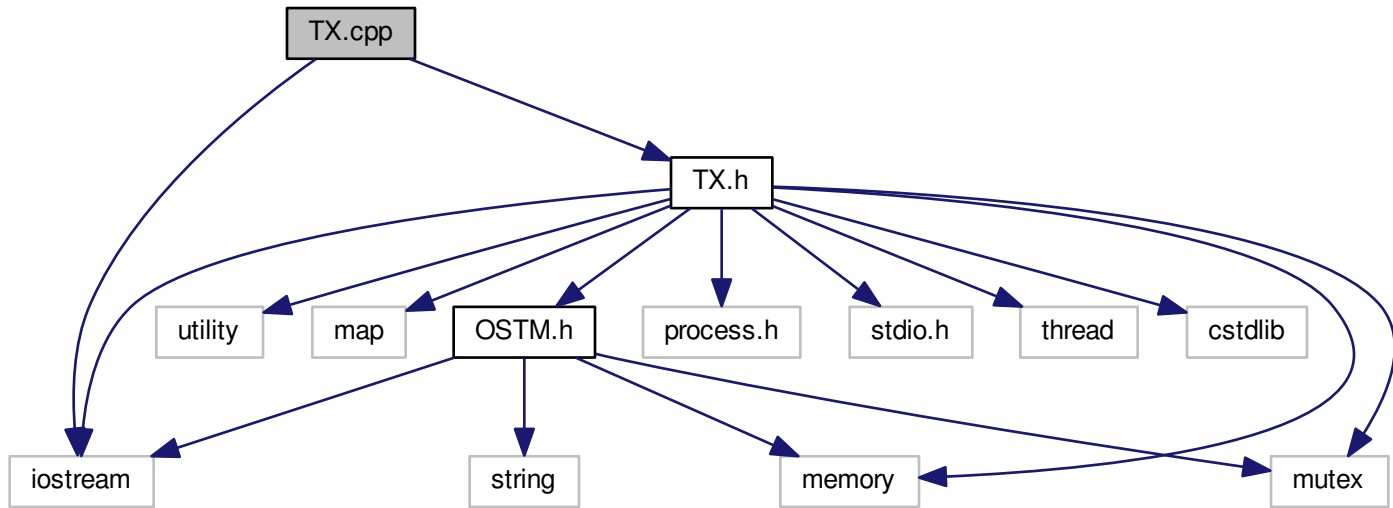 TX.cpp
TX.h
utility
map
OSTM.h
process.h
stdio.h
thread
cstdlib
iostream
string
memory
mutex